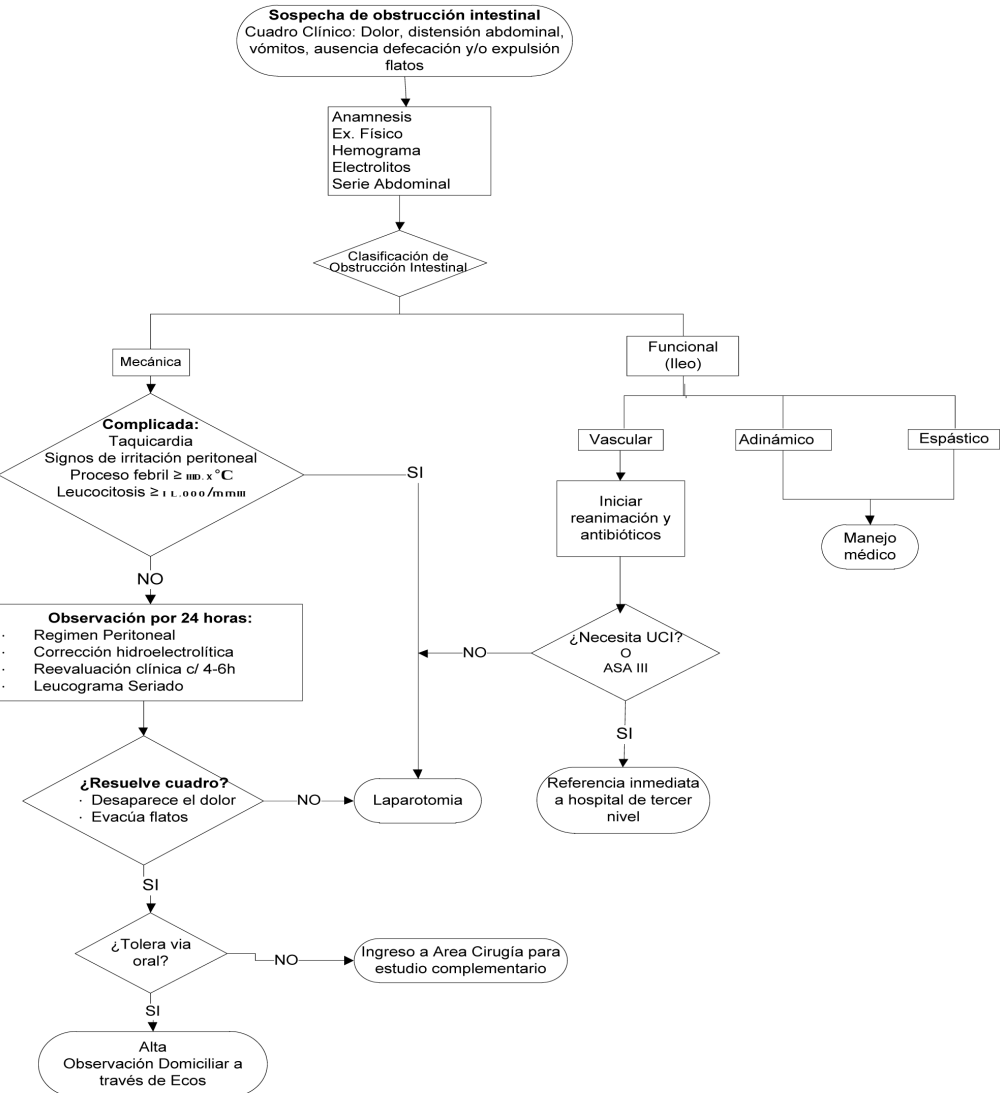 Sospecha de obstrucción intestinal
Cuadro Clínico: Dolor, distensión abdominal,
vómitos, ausencia defecación y/o expulsión
flatos
Anamnesis
Ex. Físico
Hemograma
Electrolitos
Serie Abdominal
Clasificación de
Obstrucción Intestinal
Mecánica
Funcional
(Ileo)
Complicada:
Taquicardia
Signos de irritación peritoneal
Proceso febril ≥ °C
Leucocitosis ≥
SI
NO
Vascular
Adinámico
Espástico
Iniciar
reanimación y
antibióticos
Manejo
médico
¿Necesita UCI?
O
ASA III
NO
SI
Referencia inmediata
a hospital de tercer
nivel
Observación por 24 horas:
· Regimen Peritoneal
· Corrección hidroelectrolítica
· Reevaluación clínica c/ 4-6h
· Leucograma Seriado
¿Resuelve cuadro?
· Desaparece el dolor
· Evacúa flatos
NO
Laparotomia
SI
¿Tolera via
oral?
NO
Ingreso a Area Cirugía para
estudio complementario
SI
Alta
Observación Domiciliar a
través de Ecos